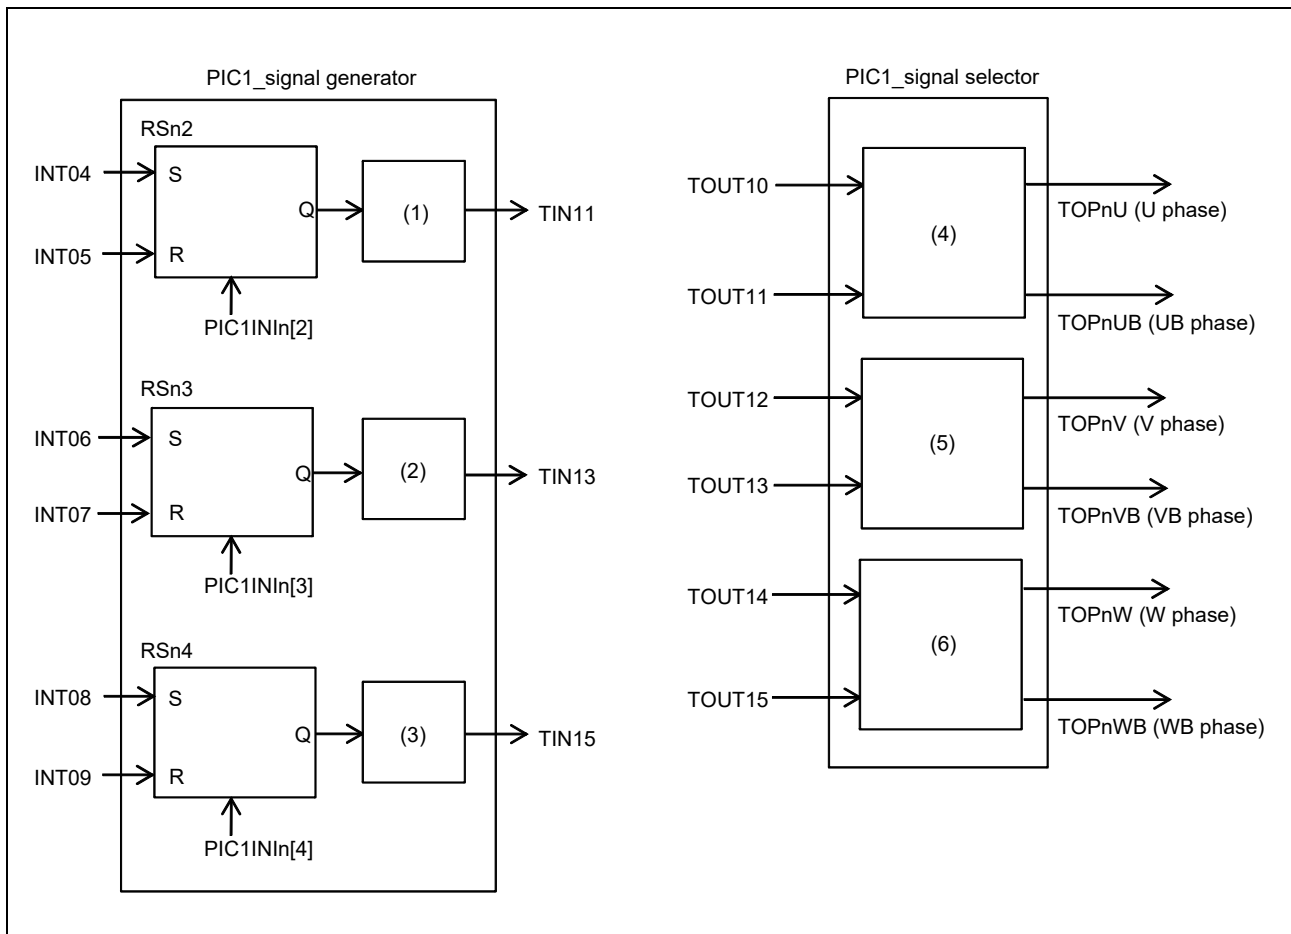 PIC1_signal generator
RSn2
INT04
S
Q
(1)
TIN11
INT05
R
PIC1INIn[2]
RSn3
INT06
S
Q
(2)
TIN13
INT07
R
PIC1INIn[3]
RSn4
INT08
S
Q
(3)
TIN15
INT09
R
PIC1INIn[4]
PIC1_signal selector
TOUT10
TOPnU (U phase)
(4)
TOUT11
TOPnUB (UB phase)
TOUT12
TOPnV (V phase)
(5)
TOUT13
TOPnVB (VB phase)
TOUT14
TOPnW (W phase)
(6)
TOUT15
TOPnWB (WB phase)